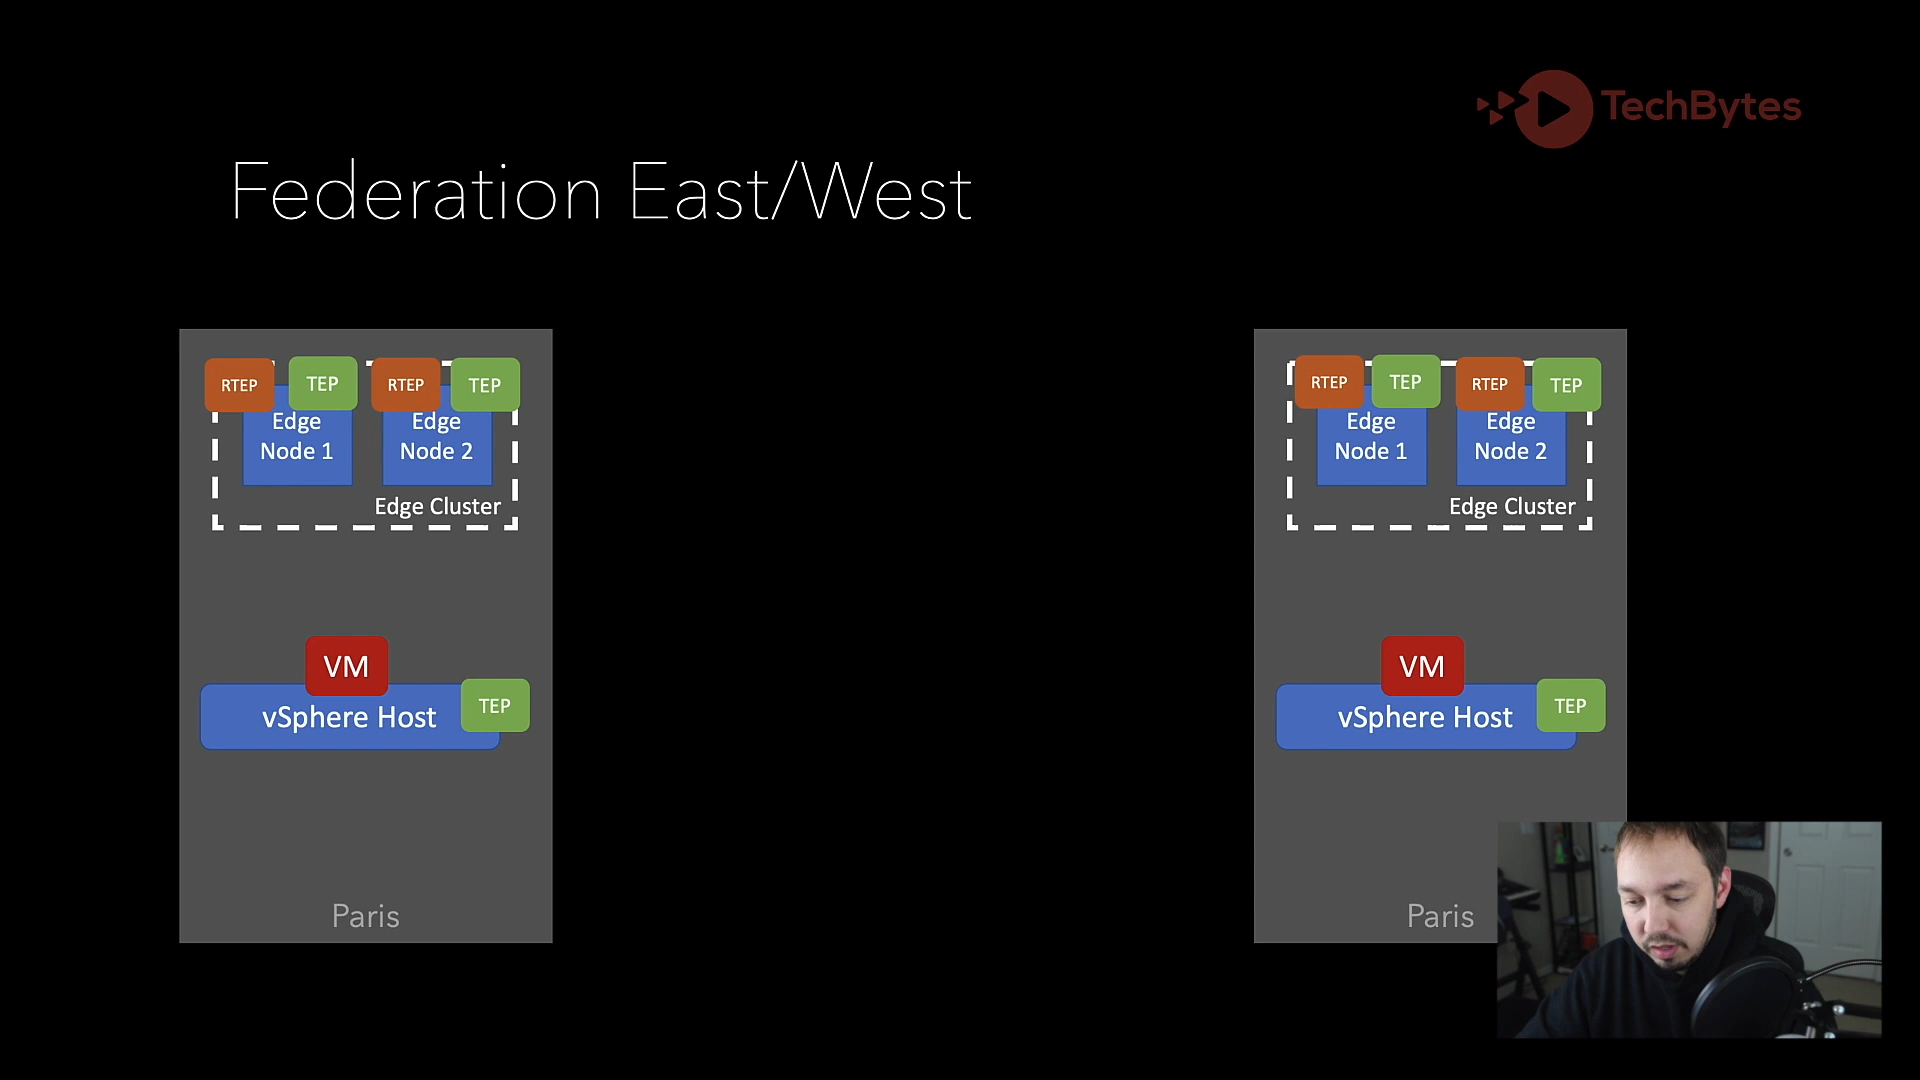 TechBytes
Federation East/West
RTEP TEP RTEP TEP
Edge
Node 1
Edge
Node 2
Edge Cluster
VM
vSphere Host
TEP
Paris
RTEP TEP RTEP TEP
Edge
Node 1
Edge
Node 2
Edge Cluster
VM
vSphere Host
TEP
Paris